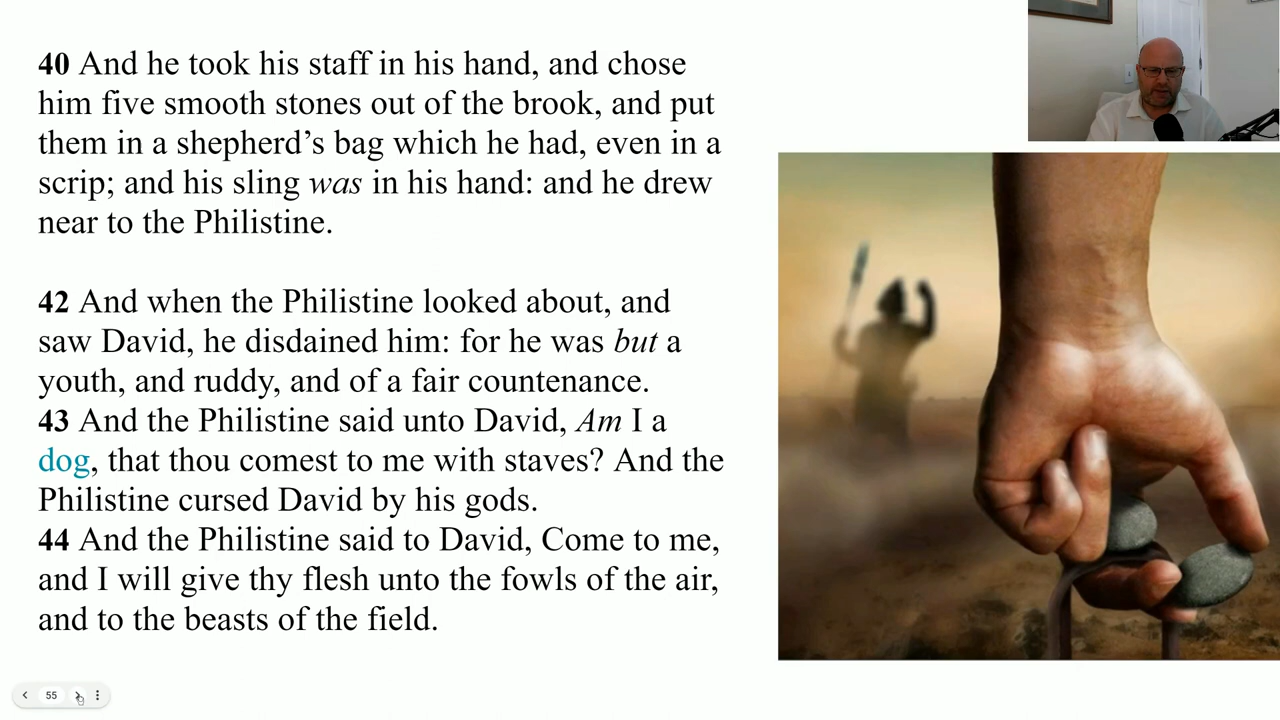 40 And he took his staff in his hand, and chose
him five smooth stones out of the brook, and put
them in a shepherd’s bag which he had, even in a
scrip; and his sling was in his hand: and he drew
near to the Philistine.
42 And when the Philistine looked about, and
saw David, he disdained him: for he was but a
youth, and ruddy, and of a fair countenance.
43 And the Philistine said unto David, Am I a
dog, that thou comest to me with staves? And the
Philistine cursed David by his gods.
44 And the Philistine said to David, Come to me,
and I will give thy flesh unto the fowls of the air,
and to the beasts of the field.
55